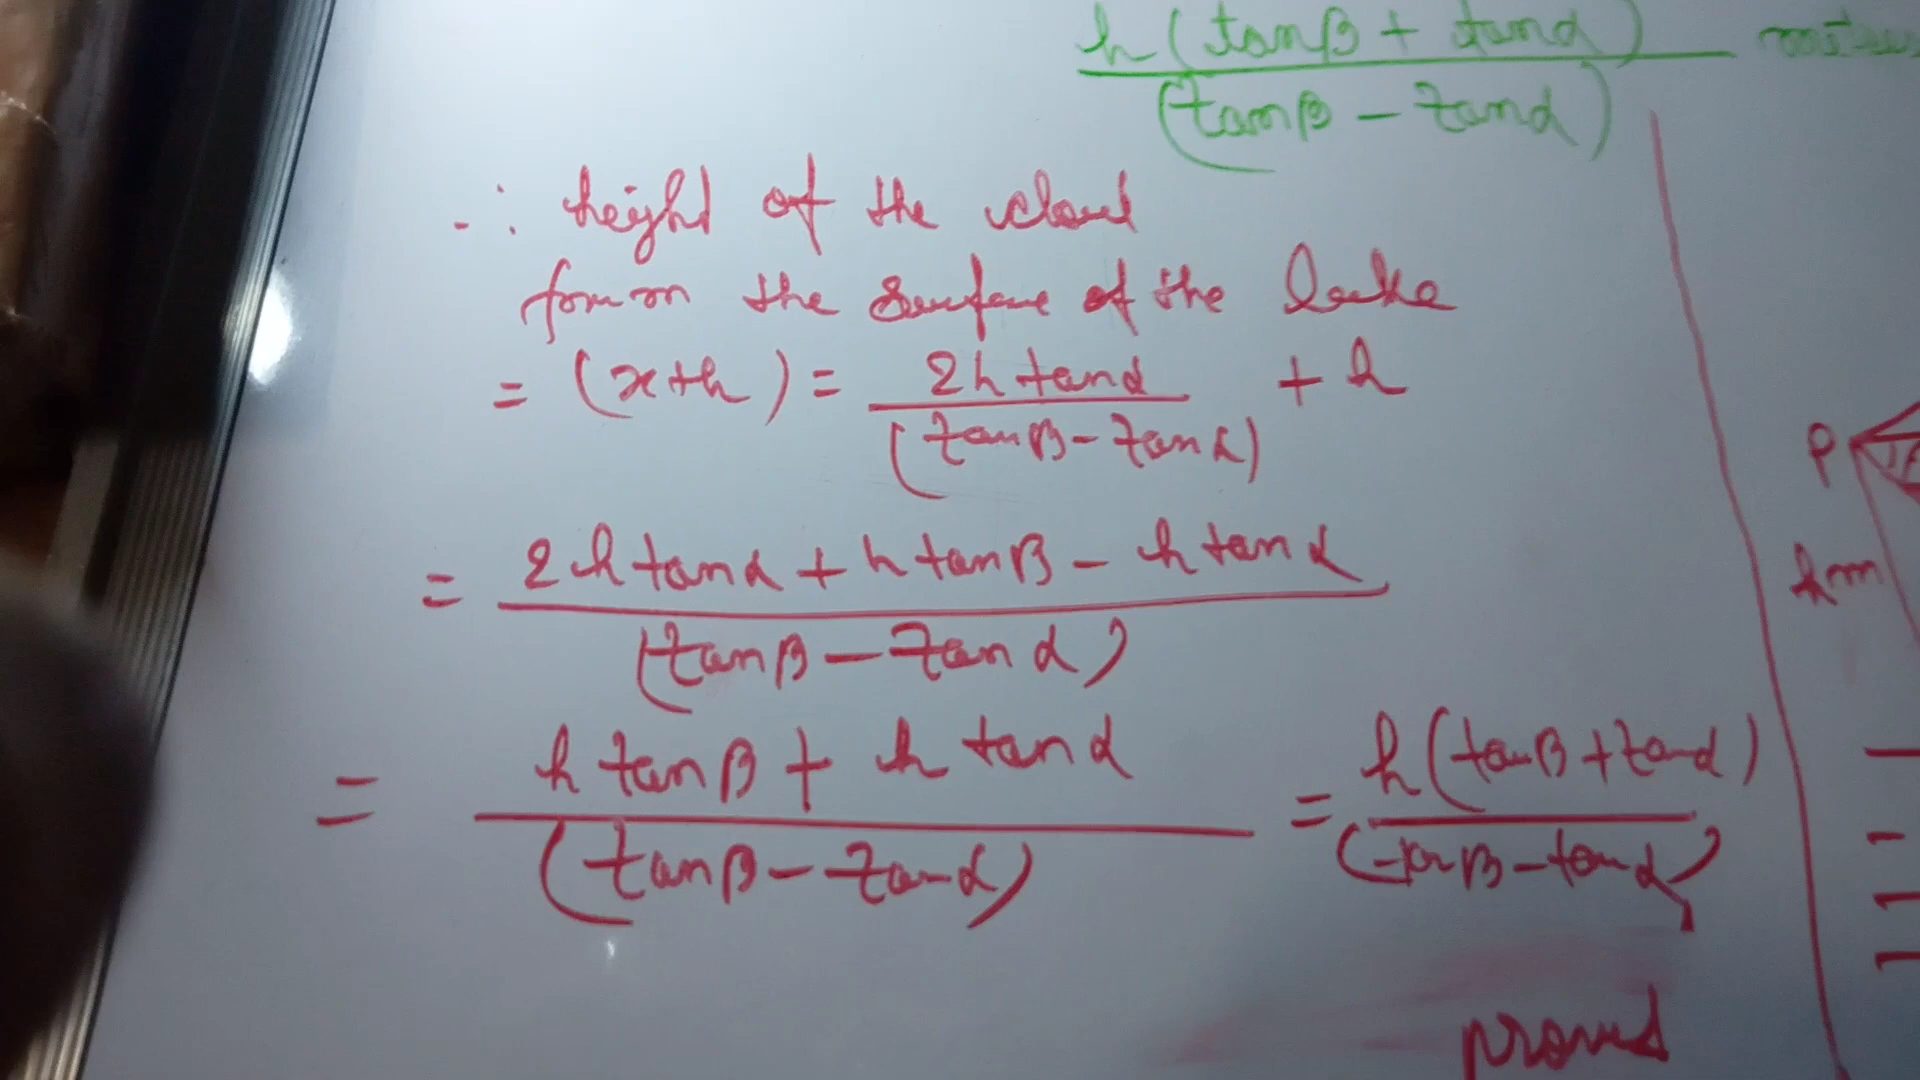 h(tanβ + tanα)
(tanβ - tanα)
∴ height of the cloud
from the surface of the lake
= (x+h) = 2h tanα / (tanβ - tanα) + h
= 2h tanα + h tanβ - h tanα
(tanβ - tanα)
= h tanβ + h tanα / (tanβ - tanα) = h(tanβ + tanα) / (tanβ - tanα)
proved
P
hm